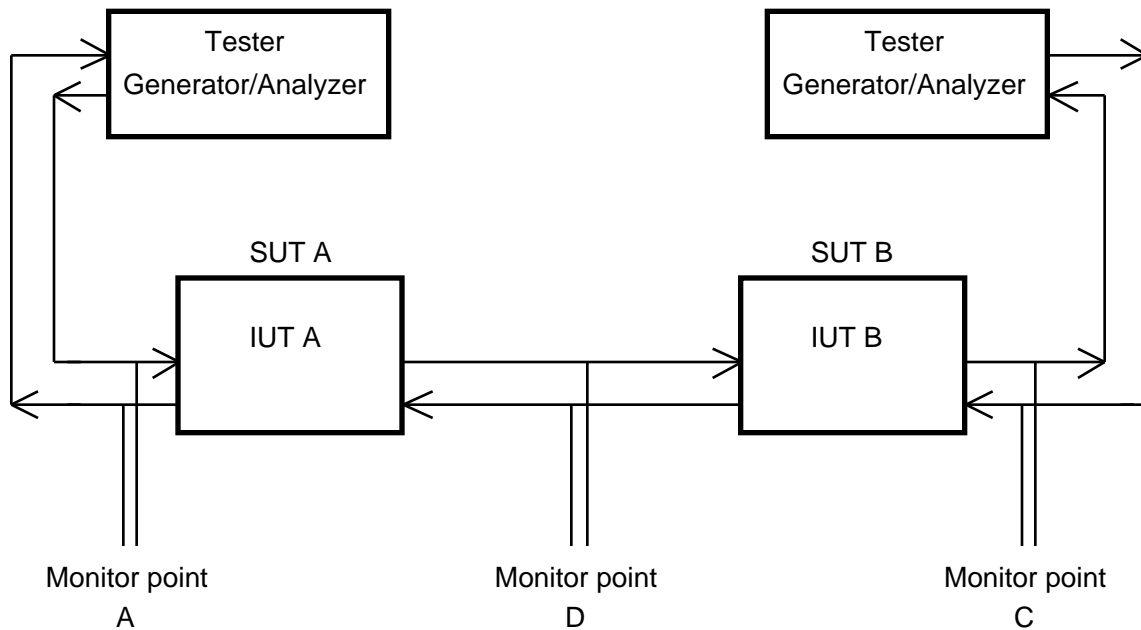 Tester
Generator/Analyzer
Tester
Generator/Analyzer
SUT A
SUT B
IUT A
IUT B
Monitor point
A
Monitor point
D
Monitor point
C